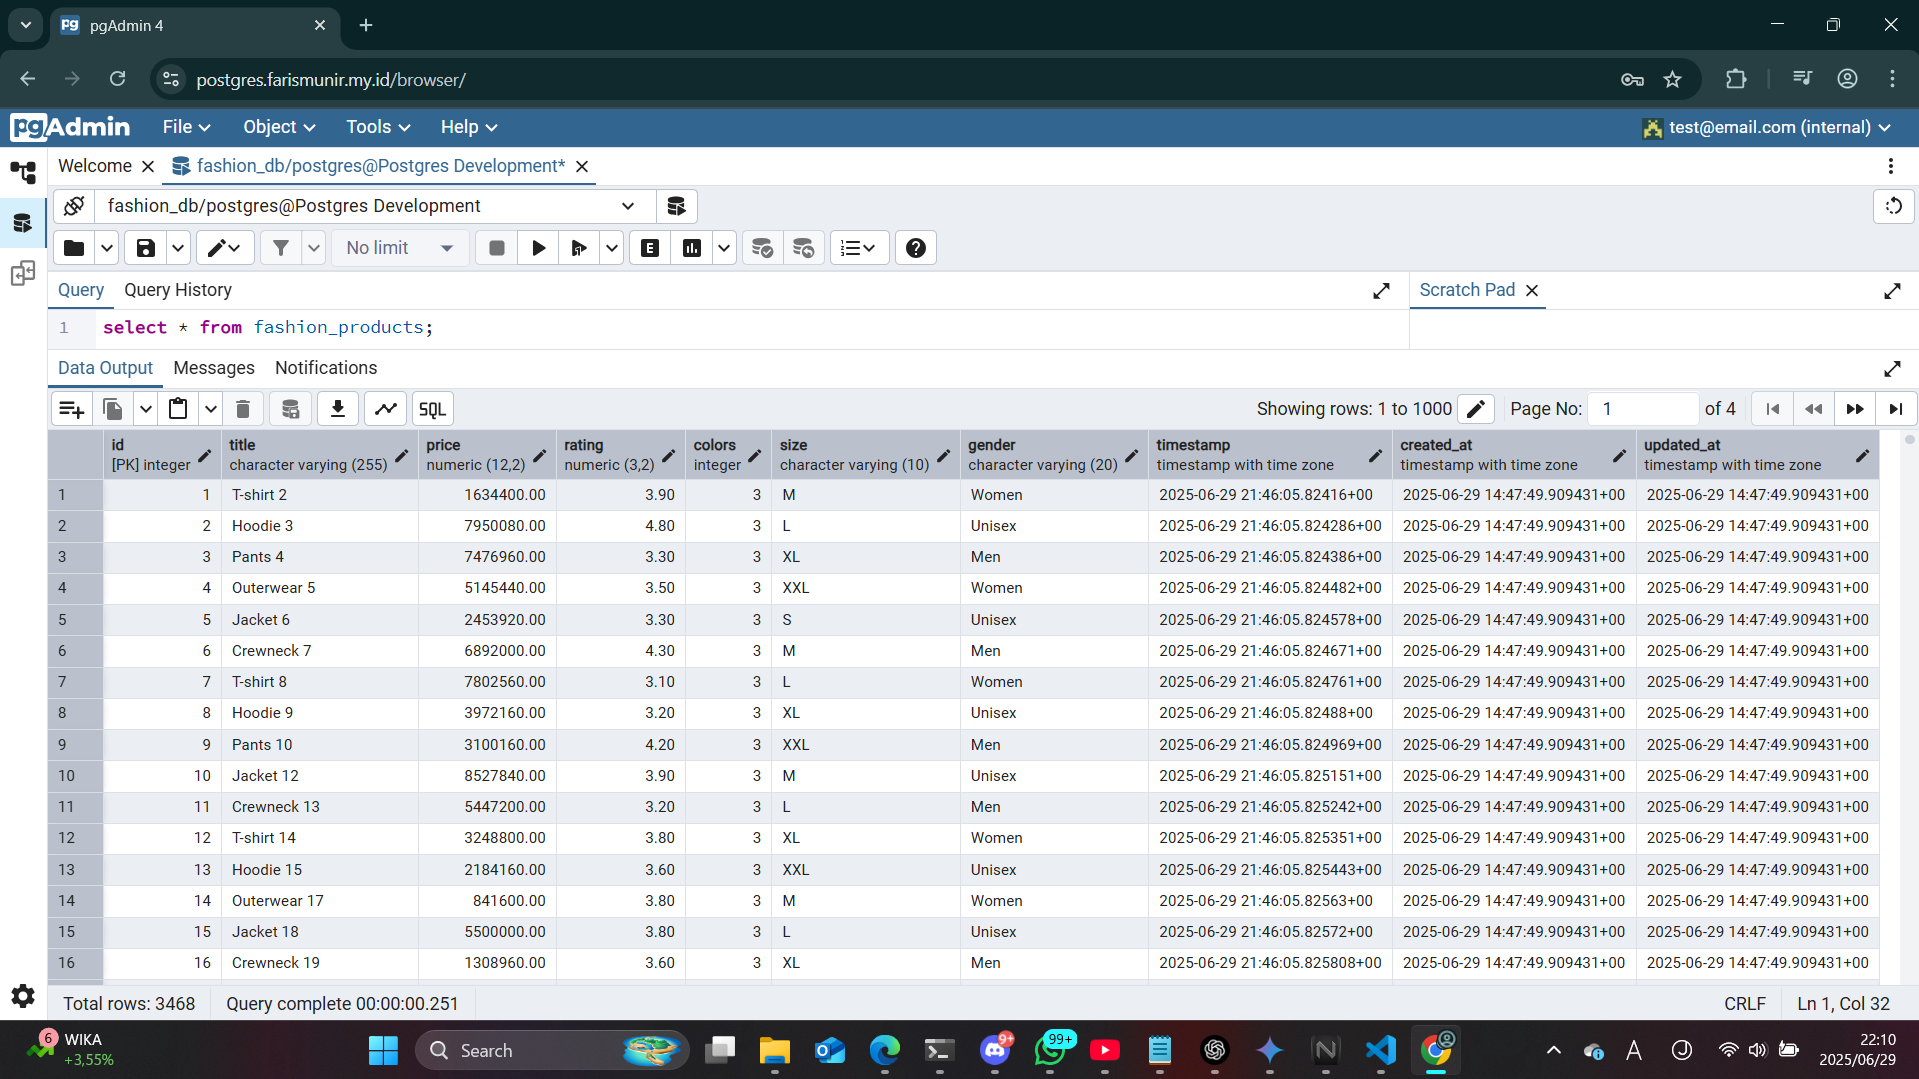 pgAdmin 4
postgres.farismunir.my.id/browser/
pgAdmin File Object Tools Help test@email.com (internal)
Welcome fashion_db/postgres@Postgres Development*
fashion_db/postgres@Postgres Development
No limit E
Query Query History Scratch Pad
1 select * from fashion_products;
Data Output Messages Notifications
SQL Showing rows: 1 to 1000 Page No: 1 of 4
id title price rating colors size gender timestamp created_at updated_at
[PK] integer character varying (255) numeric (12,2) numeric (3,2) integer character varying (10) character varying (20) timestamp with time zone timestamp with time zone timestamp with time zone
1 1 T-shirt 2 1634400.00 3.90 3 M Women 2025-06-29 21:46:05.82416+00 2025-06-29 14:47:49.909431+00 2025-06-29 14:47:49.909431+00
2 2 Hoodie 3 7950080.00 4.80 3 L Unisex 2025-06-29 21:46:05.824286+00 2025-06-29 14:47:49.909431+00 2025-06-29 14:47:49.909431+00
3 3 Pants 4 7476960.00 3.30 3 XL Men 2025-06-29 21:46:05.824386+00 2025-06-29 14:47:49.909431+00 2025-06-29 14:47:49.909431+00
4 4 Outerwear 5 5145440.00 3.50 3 XXL Women 2025-06-29 21:46:05.824482+00 2025-06-29 14:47:49.909431+00 2025-06-29 14:47:49.909431+00
5 5 Jacket 6 2453920.00 3.30 3 S Unisex 2025-06-29 21:46:05.824578+00 2025-06-29 14:47:49.909431+00 2025-06-29 14:47:49.909431+00
6 6 Crewneck 7 6892000.00 4.30 3 M Men 2025-06-29 21:46:05.824671+00 2025-06-29 14:47:49.909431+00 2025-06-29 14:47:49.909431+00
7 7 T-shirt 8 7802560.00 3.10 3 L Women 2025-06-29 21:46:05.824761+00 2025-06-29 14:47:49.909431+00 2025-06-29 14:47:49.909431+00
8 8 Hoodie 9 3972160.00 3.20 3 XL Unisex 2025-06-29 21:46:05.82488+00 2025-06-29 14:47:49.909431+00 2025-06-29 14:47:49.909431+00
9 9 Pants 10 3100160.00 4.20 3 XXL Men 2025-06-29 21:46:05.824969+00 2025-06-29 14:47:49.909431+00 2025-06-29 14:47:49.909431+00
10 10 Jacket 12 8527840.00 3.90 3 M Unisex 2025-06-29 21:46:05.825151+00 2025-06-29 14:47:49.909431+00 2025-06-29 14:47:49.909431+00
11 11 Crewneck 13 5447200.00 3.20 3 L Men 2025-06-29 21:46:05.825242+00 2025-06-29 14:47:49.909431+00 2025-06-29 14:47:49.909431+00
12 12 T-shirt 14 3248800.00 3.80 3 XL Women 2025-06-29 21:46:05.825351+00 2025-06-29 14:47:49.909431+00 2025-06-29 14:47:49.909431+00
13 13 Hoodie 15 2184160.00 3.60 3 XXL Unisex 2025-06-29 21:46:05.825443+00 2025-06-29 14:47:49.909431+00 2025-06-29 14:47:49.909431+00
14 14 Outerwear 17 841600.00 3.80 3 M Women 2025-06-29 21:46:05.82563+00 2025-06-29 14:47:49.909431+00 2025-06-29 14:47:49.909431+00
15 15 Jacket 18 5500000.00 3.80 3 L Unisex 2025-06-29 21:46:05.82572+00 2025-06-29 14:47:49.909431+00 2025-06-29 14:47:49.909431+00
16 16 Crewneck 19 1308960.00 3.60 3 XL Men 2025-06-29 21:46:05.825808+00 2025-06-29 14:47:49.909431+00 2025-06-29 14:47:49.909431+00
Total rows: 3468 Query complete 00:00:00.251 CRLF Ln 1, Col 32
6 WIKA
+3,55%
Search 9+ 99+
22:10
2025/06/29